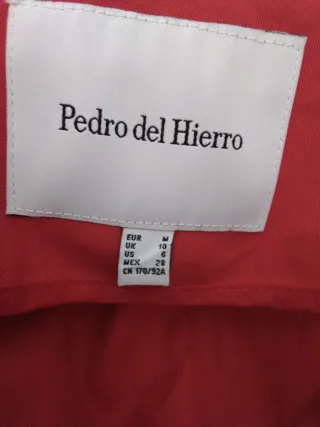 Pedro del Hierro
EUR M
UK 10
US 6
MEX 28
CN 170/92A